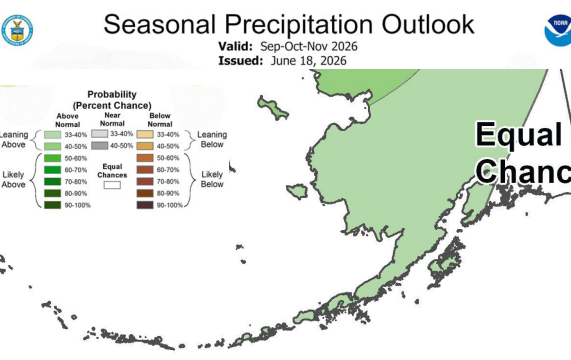 Seasonal Precipitation Outlook
Valid: Sep-Oct-Nov 2026
Issued: June 18, 2026
NOAA
Probability
(Percent Chance)
Above Normal
Near Normal
Below Normal
Leaning Above
33-40%
33-40%
33-40%
Leaning Below
40-50%
40-50%
40-50%
Likely Above
50-60%
60-70%
70-80%
80-90%
90-100%
Equal Chances
50-60%
60-70%
70-80%
80-90%
90-100%
Likely Below
Equal
Chanc